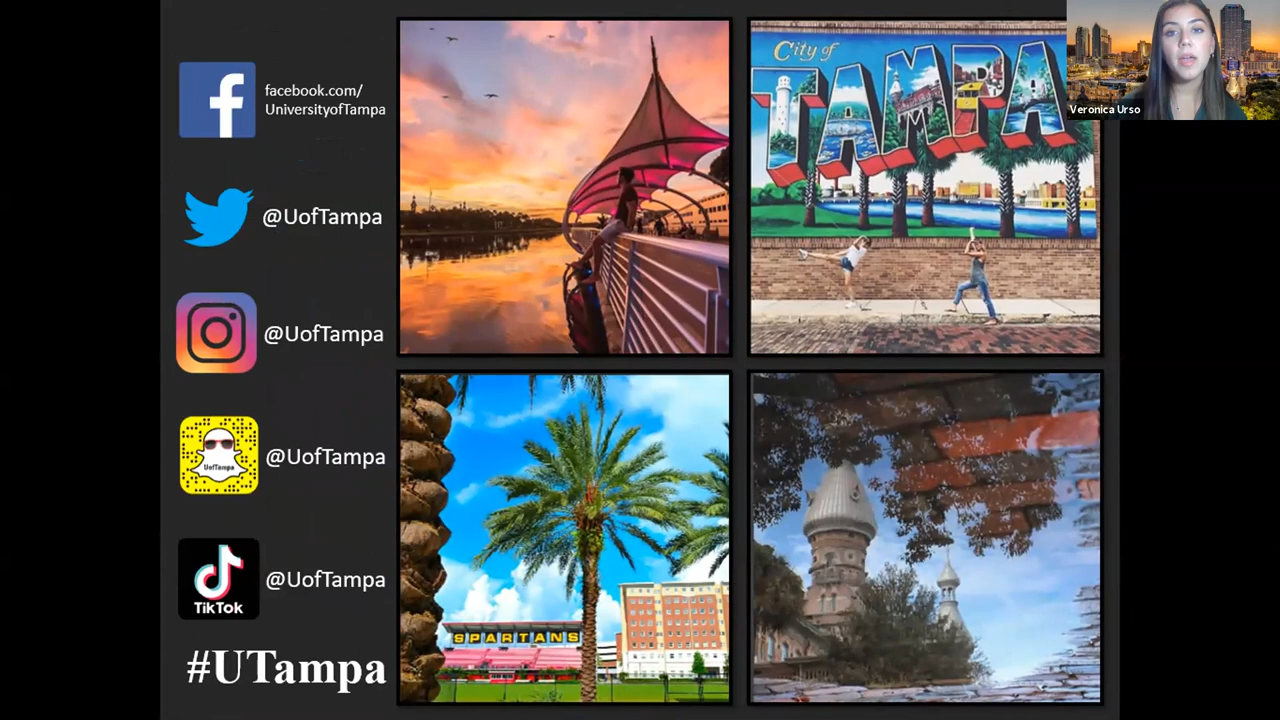 facebook.com/
UniversityofTampa
@UofTampa
@UofTampa
UofTampa
@UofTampa
TikTok
@UofTampa
#UTampa
City of
TAMPA
SPARTANS
Veronica Urso